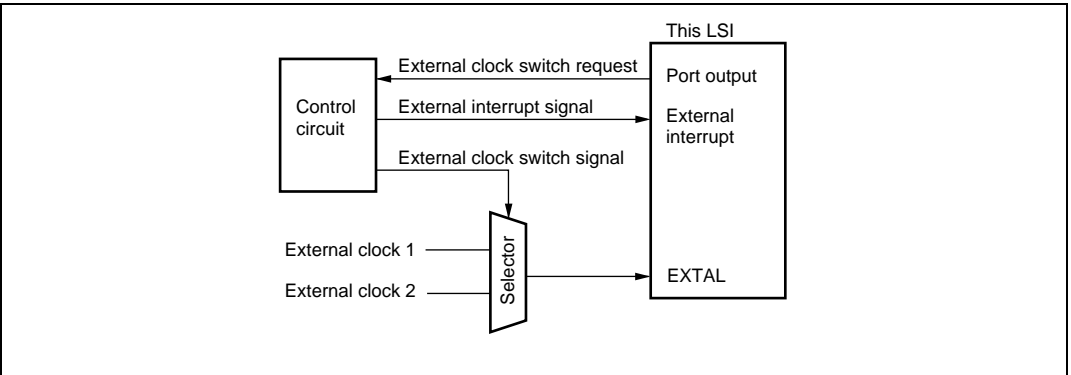 This LSI
External clock switch request
Port output
Control
circuit
External interrupt signal
External
interrupt
External clock switch signal
External clock 1
Selector
EXTAL
External clock 2